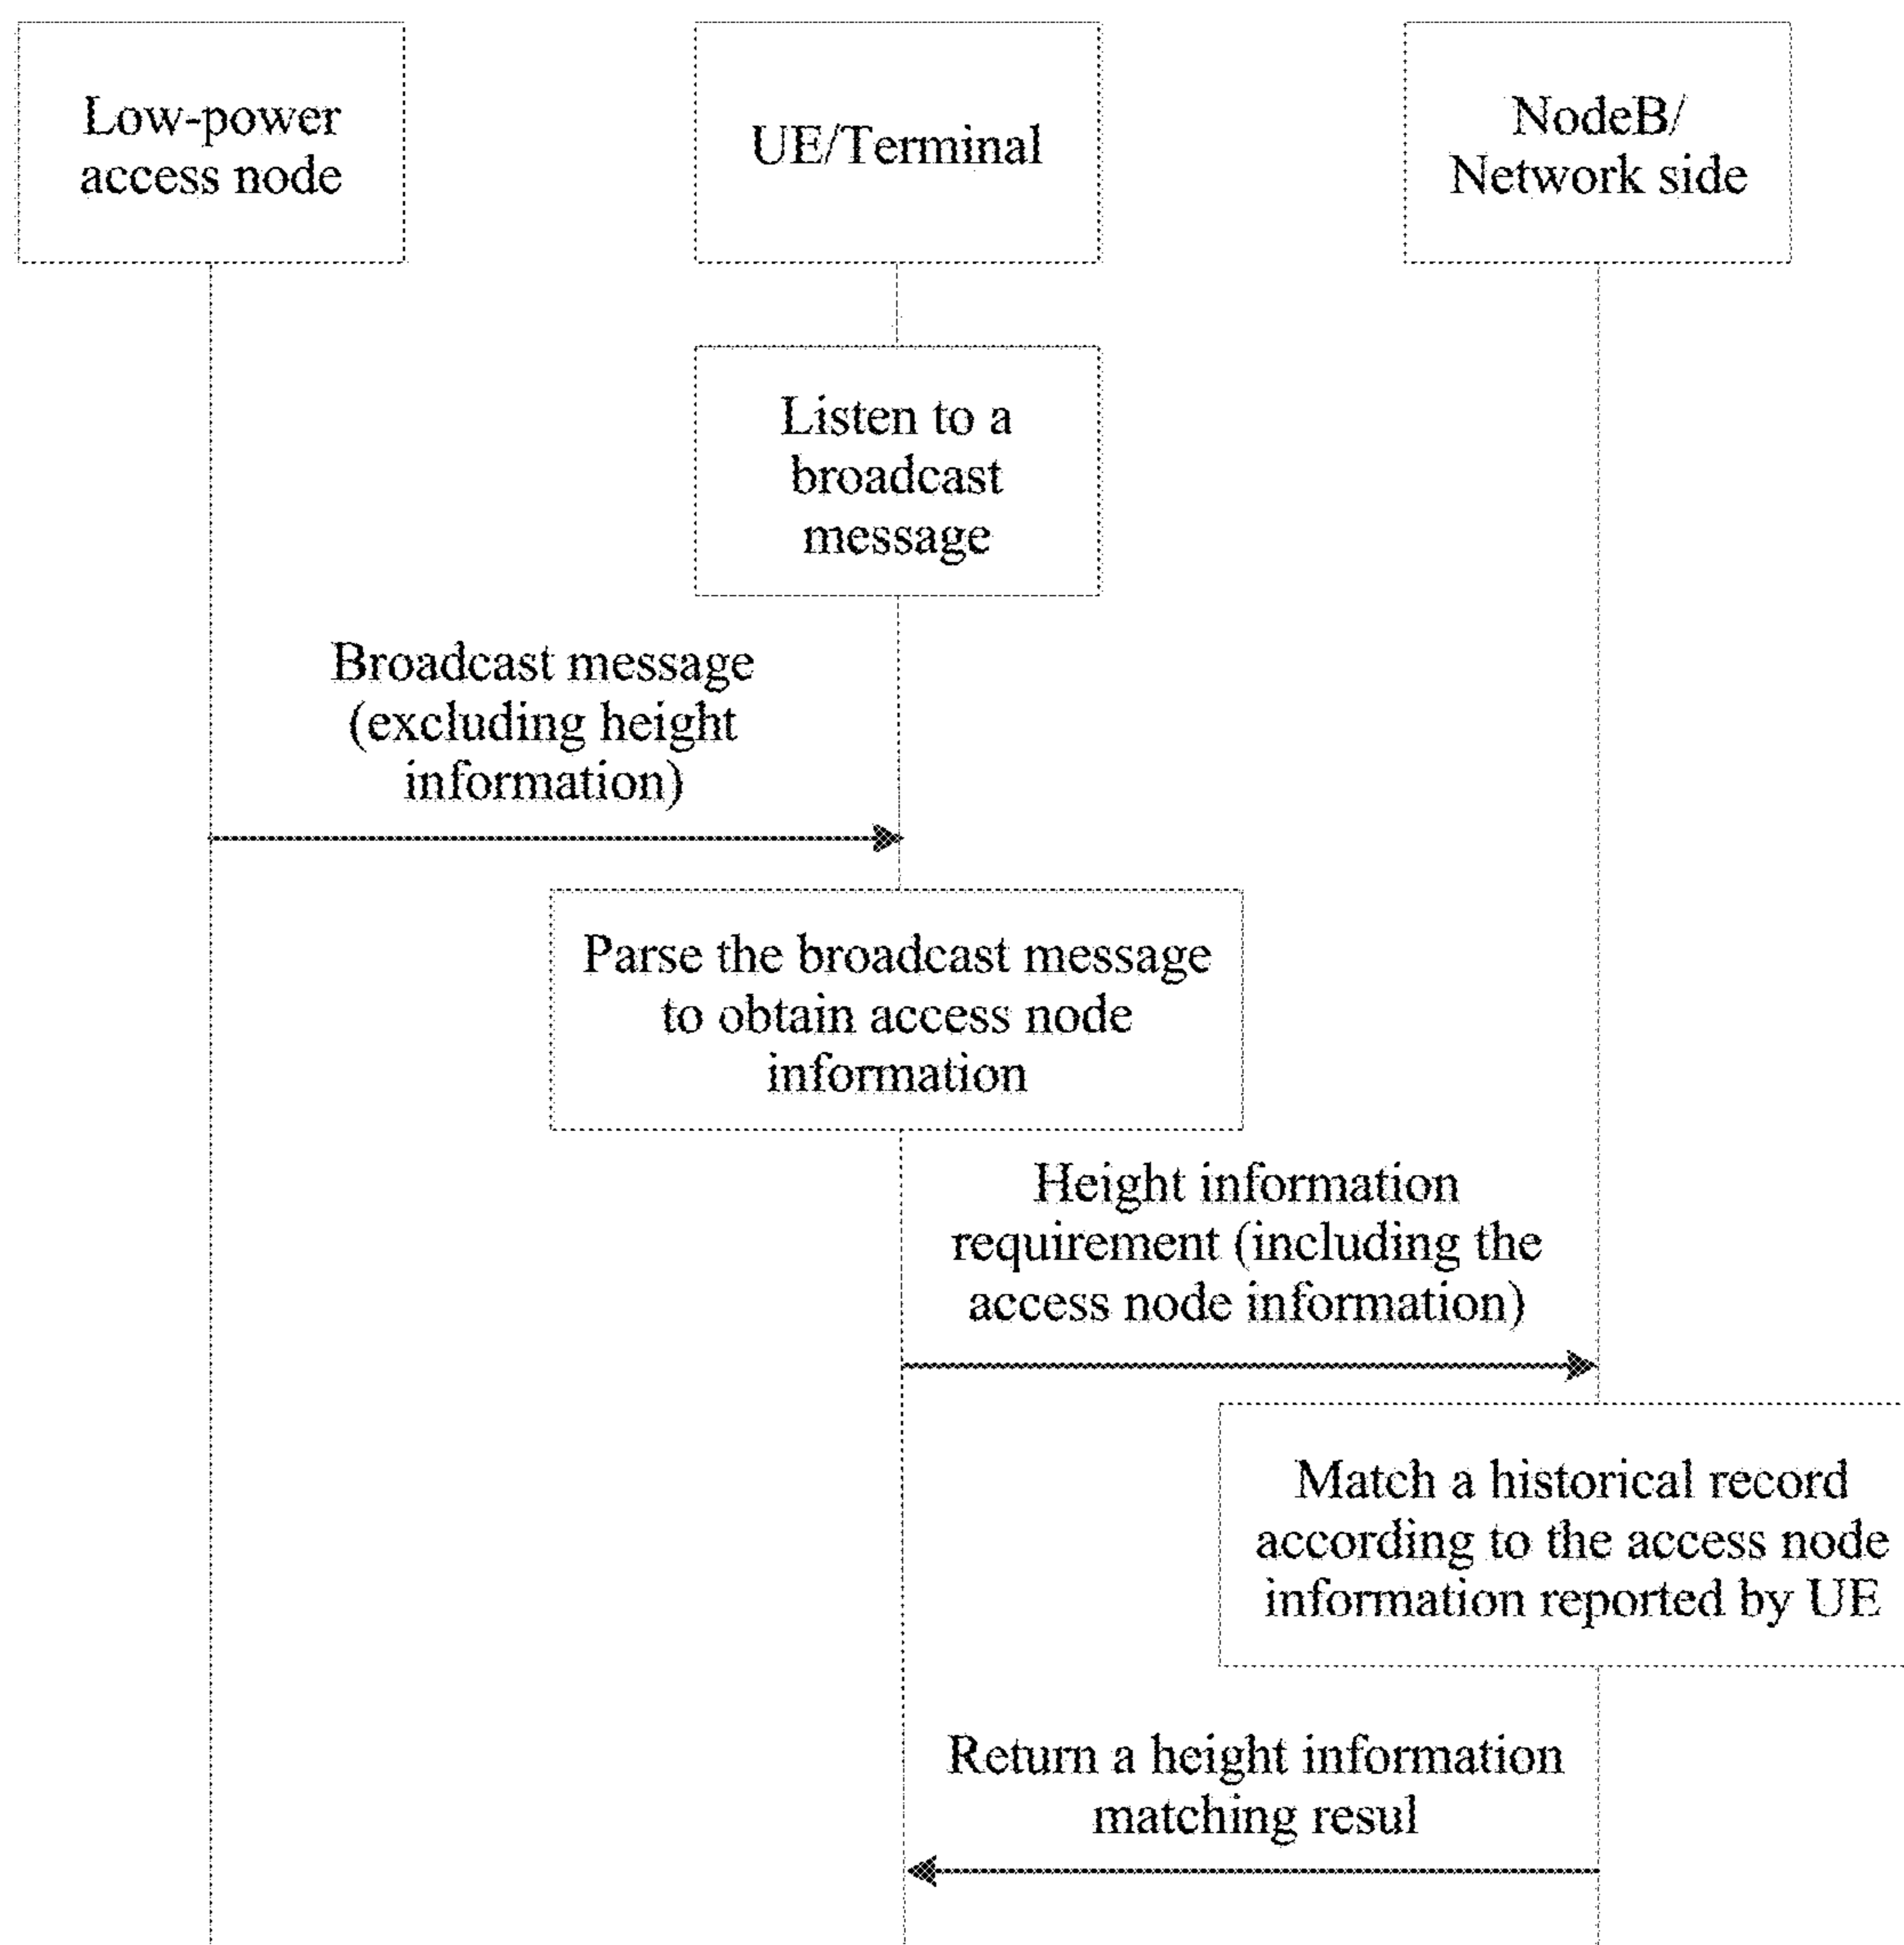 Low-power
access node
UE/Terminal
NodeB/
Network side
Listen to a
broadcast
message
Broadcast message
(excluding height
information)
Parse the broadcast message
to obtain access node
information
Height information
requirement (including the
access node information)
Match a historical record
according to the access node
information reported by UE
Return a height information
matching resul